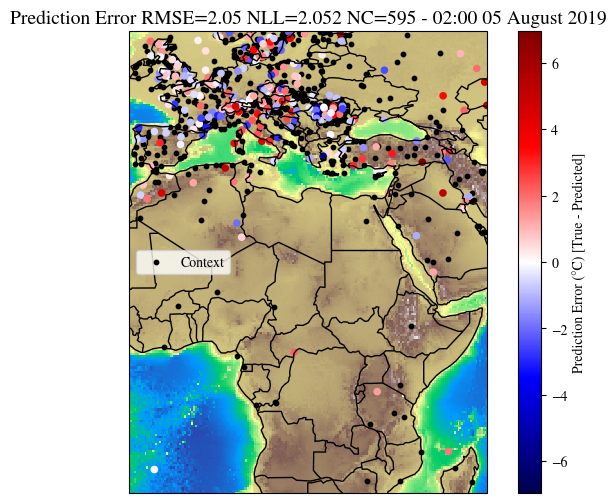 Prediction Error RMSE=2.05 NLL=2.052 NC=595 - 02:00 05 August 2019
Context
6
4
2
0
−2
−4
−6
Prediction Error (°C) [True - Predicted]